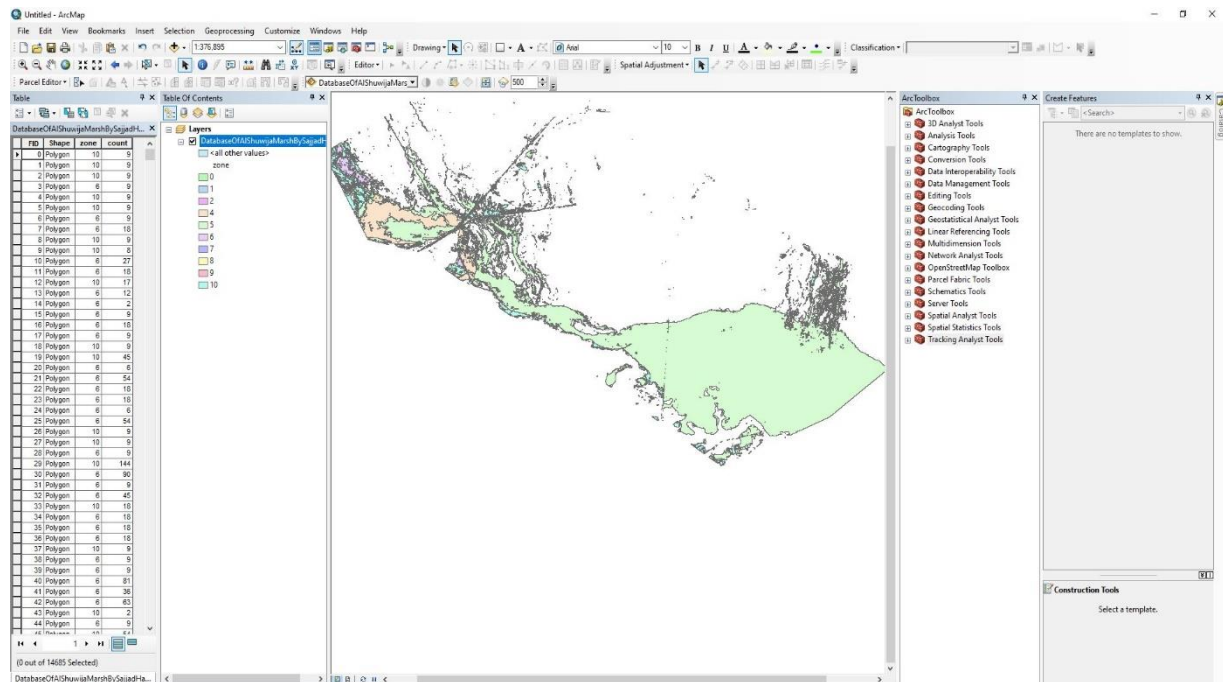 Untitled - ArcMap
File Edit View Bookmarks Insert Selection Geoprocessing Customize Windows Help
1:376,895
Drawing
Arial
10
B I U A
Classification
Editor
Spatial Adjustment
Parcel Editor
DatabaseOfAlShuwijaMars
500
Table
DatabaseOfAlShuwijaMarshBySajjadH...
FID Shape zone count
0 Polygon 10 9
1 Polygon 10 9
2 Polygon 10 9
3 Polygon 6 9
4 Polygon 10 9
5 Polygon 10 9
6 Polygon 6 9
7 Polygon 6 18
8 Polygon 10 9
9 Polygon 10 8
10 Polygon 6 27
11 Polygon 6 18
12 Polygon 10 17
13 Polygon 6 12
14 Polygon 6 2
15 Polygon 6 9
16 Polygon 6 18
17 Polygon 6 9
18 Polygon 10 9
19 Polygon 10 45
20 Polygon 6 6
21 Polygon 6 54
22 Polygon 6 18
23 Polygon 6 18
24 Polygon 6 6
25 Polygon 6 54
26 Polygon 10 9
27 Polygon 10 9
28 Polygon 6 9
29 Polygon 10 144
30 Polygon 6 90
31 Polygon 6 9
32 Polygon 6 45
33 Polygon 10 18
34 Polygon 6 18
35 Polygon 6 18
36 Polygon 6 18
37 Polygon 10 9
38 Polygon 6 9
39 Polygon 6 9
40 Polygon 6 81
41 Polygon 6 36
42 Polygon 6 63
43 Polygon 10 2
44 Polygon 6 9
45 Polygon 10 54
1
(0 out of 14685 Selected)
DatabaseOfAlShuwijaMarshBySajjadHa...
Table Of Contents
Layers
DatabaseOfAlShuwijaMarshBySajjadH
<all other values>
zone
0
1
2
4
5
6
7
8
9
10
ArcToolbox
ArcToolbox
3D Analyst Tools
Analysis Tools
Cartography Tools
Conversion Tools
Data Interoperability Tools
Data Management Tools
Editing Tools
Geocoding Tools
Geostatistical Analyst Tools
Linear Referencing Tools
Multidimension Tools
Network Analyst Tools
OpenStreetMap Toolbox
Parcel Fabric Tools
Schematics Tools
Server Tools
Spatial Analyst Tools
Spatial Statistics Tools
Tracking Analyst Tools
Create Features
<Search>
There are no templates to show.
Construction Tools
Select a template.
Catalog